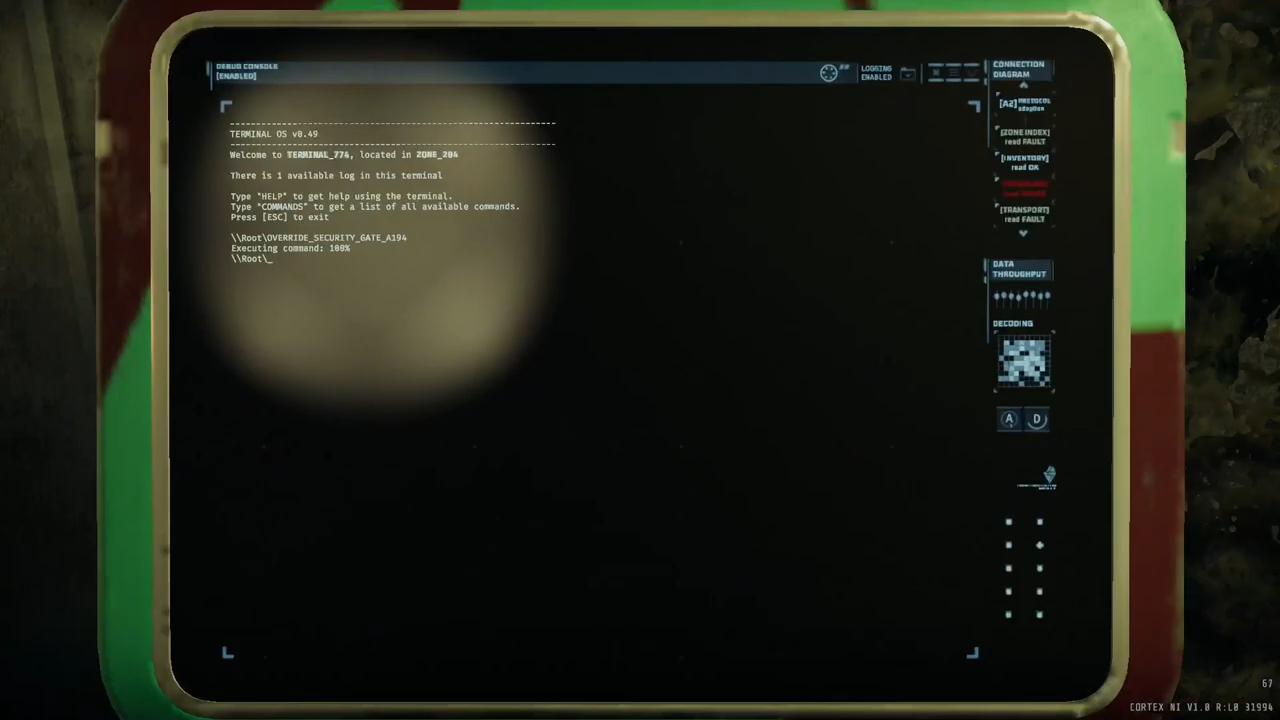 DEBUG CONSOLE
[ENABLED]
LOGGING
ENABLED
----------------------------------------------------------------
TERMINAL OS v0.49
----------------------------------------------------------------
Welcome to TERMINAL_774, located in ZONE_204
There is 1 available log in this terminal
Type "HELP" to get help using the terminal.
Type "COMMANDS" to get a list of all available commands.
Press [ESC] to exit
\\Root\OVERRIDE_SECURITY_GATE_A194
Executing command: 100%
\\Root\_
CONNECTION
DIAGRAM
[A2]
[ZONE INDEX]
read FAULT
[INVENTORY]
read OK
[TRANSPORT]
read FAULT
DATA
THROUGHPUT
DECODING
A D
67
CORTEX NI V1.0 R:L0 31994